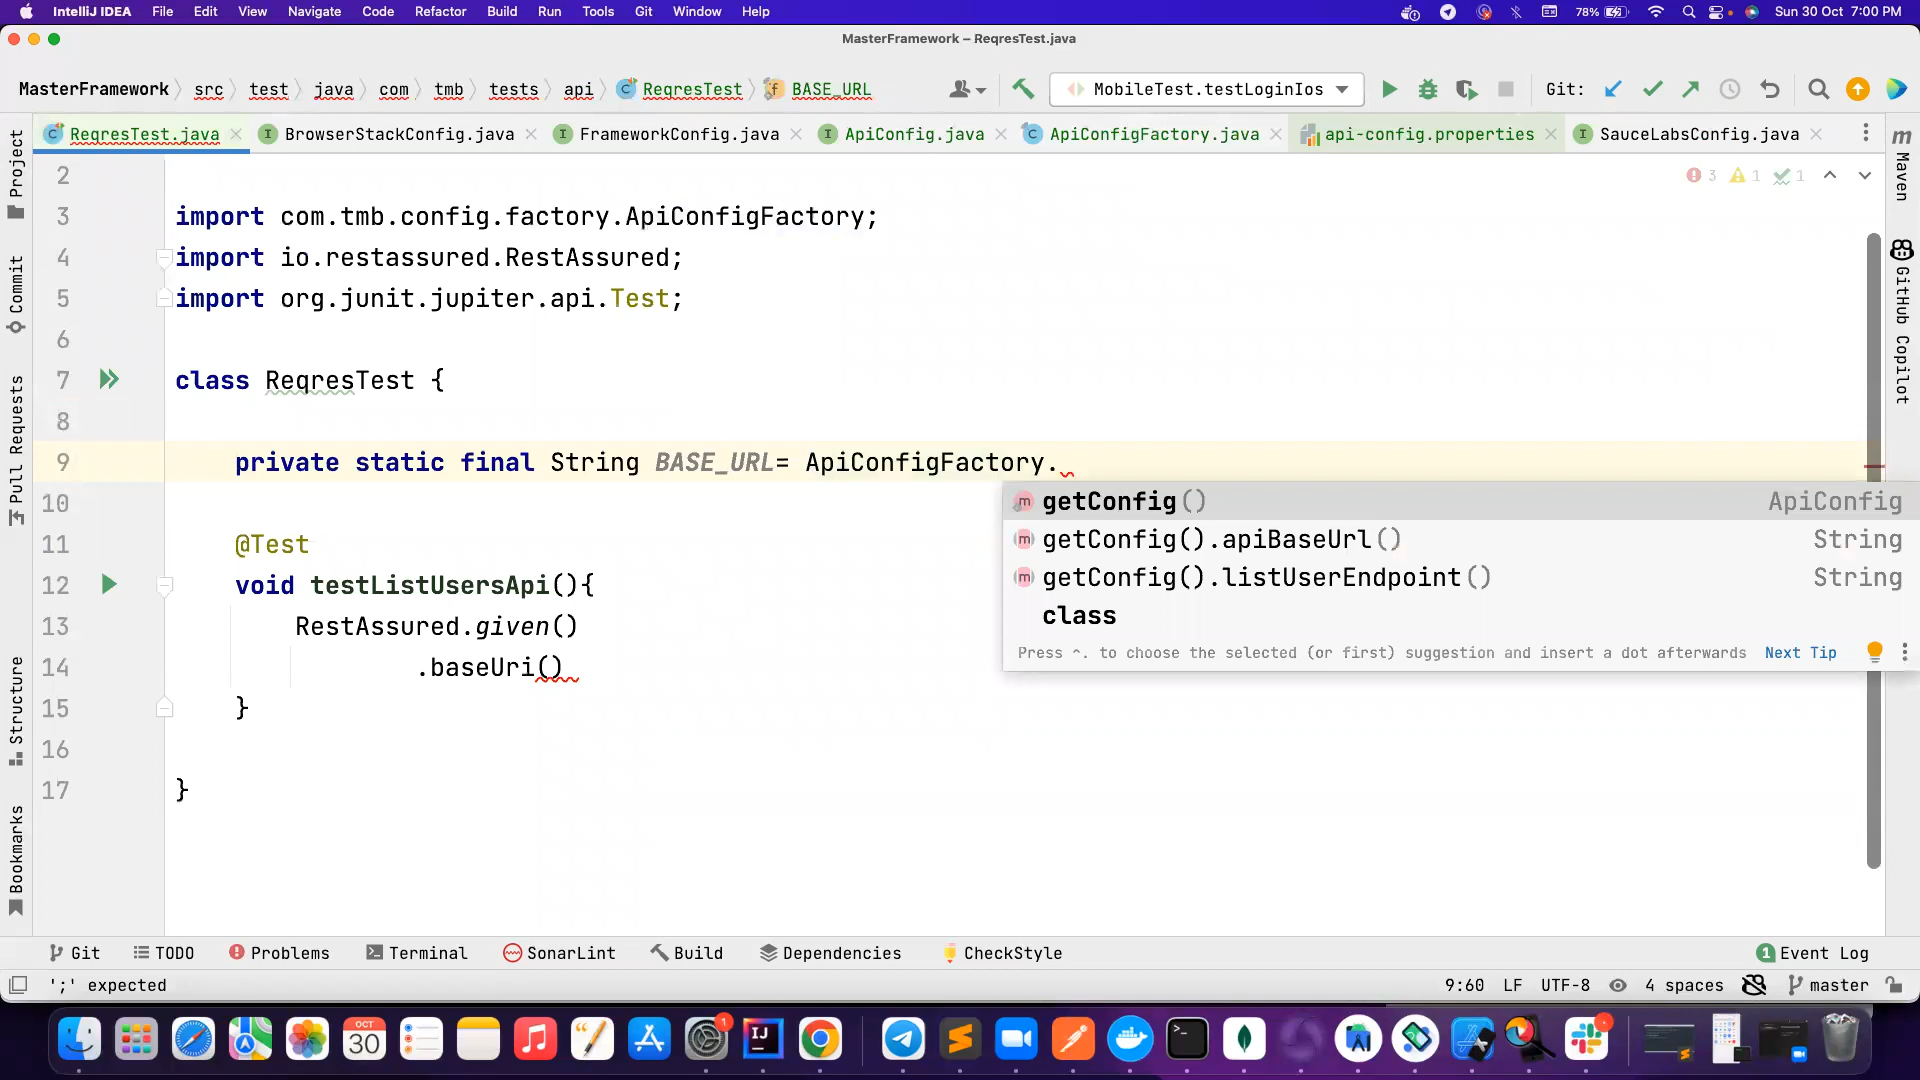 IntelliJ IDEA File Edit View Navigate Code Refactor Build Run Tools Git Window Help 78% Sun 30 Oct 7:00 PM
MasterFramework – ReqresTest.java
MasterFramework src test java com tmb tests api ReqresTest BASE_URL MobileTest.testLoginIos Git:
ReqresTest.java BrowserStackConfig.java FrameworkConfig.java ApiConfig.java ApiConfigFactory.java api-config.properties SauceLabsConfig.java
Project
Commit
Pull Requests
Structure
Bookmarks
Maven
GitHub Copilot
3 1 1
2
3 import com.tmb.config.factory.ApiConfigFactory;
4 import io.restassured.RestAssured;
5 import org.junit.jupiter.api.Test;
6
7 class ReqresTest {
8
9 private static final String BASE_URL= ApiConfigFactory.
10
11 @Test
12 void testListUsersApi(){
13 RestAssured.given()
14 .baseUri()
15 }
16
17 }
getConfig() ApiConfig
getConfig().apiBaseUrl() String
getConfig().listUserEndpoint() String
class
Press ^. to choose the selected (or first) suggestion and insert a dot afterwards Next Tip
Git TODO Problems Terminal SonarLint Build Dependencies CheckStyle 1 Event Log
';' expected 9:60 LF UTF-8 4 spaces master
OCT
30
1
IJ